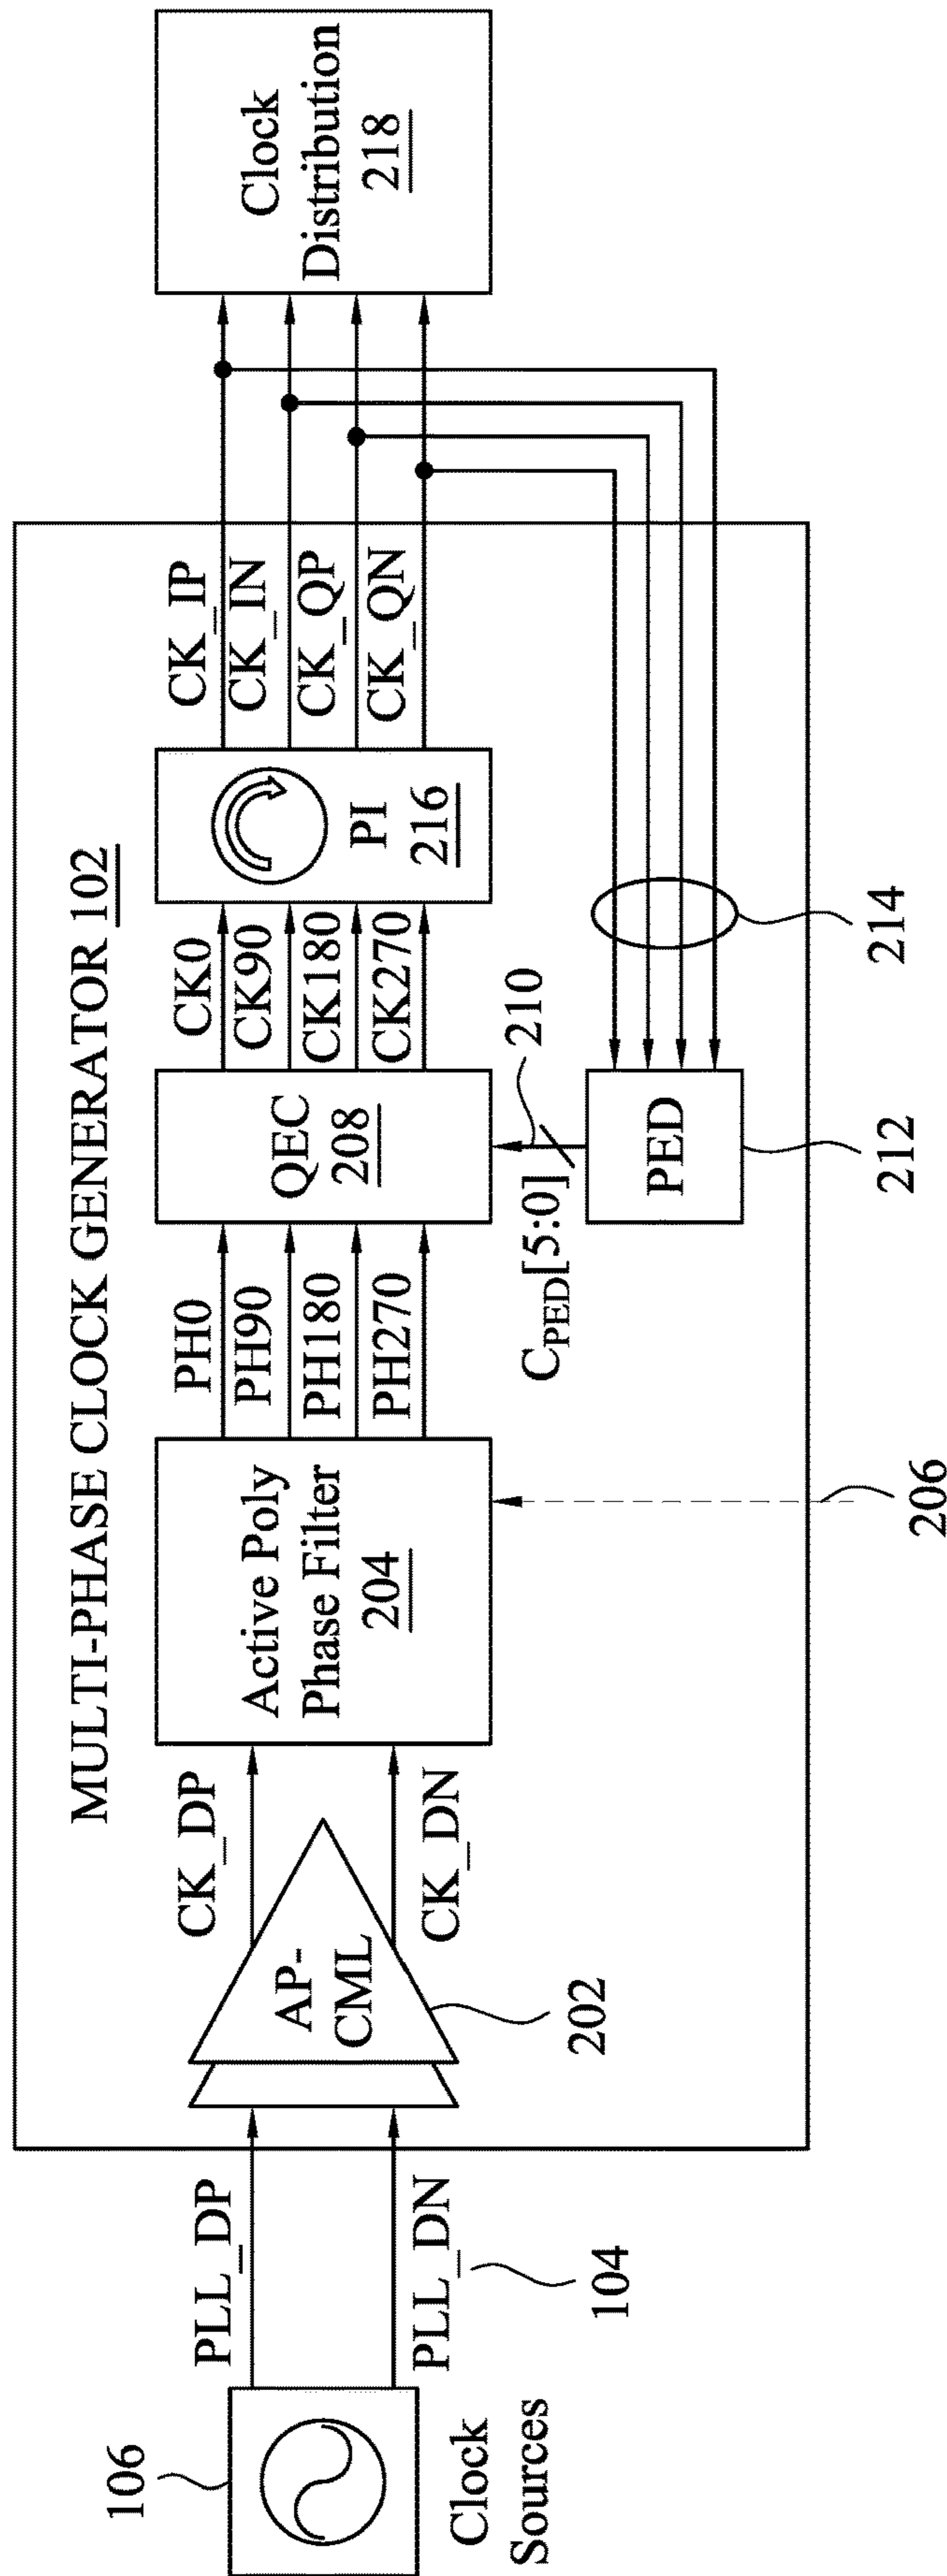 MULTI-PHASE CLOCK GENERATOR 102
106
Clock
Sources
PLL_DP
PLL_DN
104
AP-
CML
202
CK_DP
CK_DN
Active Poly
Phase Filter
204
206
PH0
PH90
PH180
PH270
QEC
208
C_PED[5:0]
210
PED
212
CK0
CK90
CK180
CK270
PI
216
214
CK_IP
CK_IN
CK_QP
CK_QN
Clock
Distribution
218